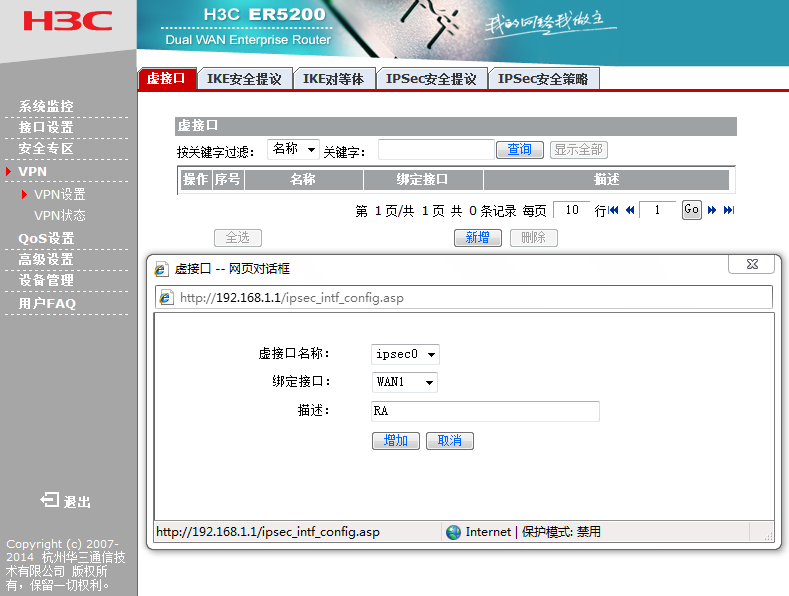 H3C
H3C ER5200
Dual WAN Enterprise Router
我的网络我做主
虚接口 IKE安全提议 IKE对等体 IPSec安全提议 IPSec安全策略
系统监控
接口设置
安全专区
VPN
VPN设置
VPN状态
QoS设置
高级设置
设备管理
用户FAQ
退出
Copyright (c) 2007-
2014 杭州华三通信技
术有限公司 版权所
有，保留一切权利。
虚接口
按关键字过滤： 名称 关键字： 查询 显示全部
操作 序号 名称 绑定接口 描述
第 1 页/共 1 页 共 0 条记录 每页 10 行 1 Go
全选 新增 删除
虚接口 -- 网页对话框
http://192.168.1.1/ipsec_intf_config.asp
虚接口名称： ipsec0
绑定接口： WAN1
描述： RA
增加 取消
http://192.168.1.1/ipsec_intf_config.asp Internet | 保护模式: 禁用